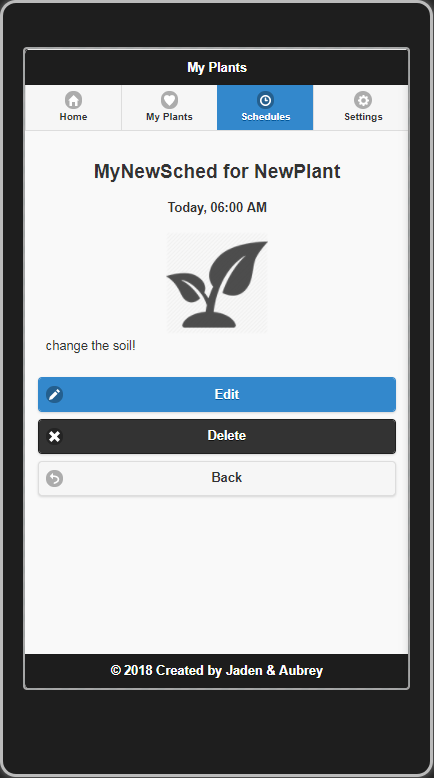 My Plants
Home My Plants Schedules Settings
MyNewSched for NewPlant
Today, 06:00 AM
change the soil!
Edit
Delete
Back
© 2018 Created by Jaden & Aubrey